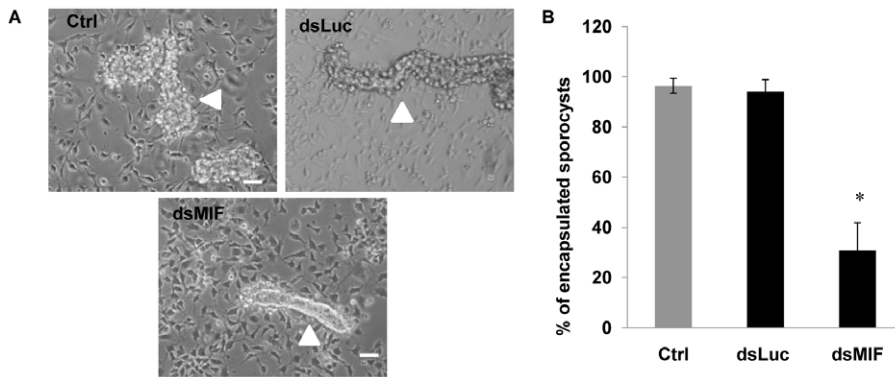 A
Ctrl
dsLuc
dsMIF
B
% of encapsulated sporocysts
120
100
80
60
40
20
0
*
Ctrl
dsLuc
dsMIF